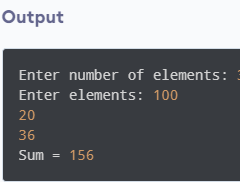 Output
Enter number of elements:
Enter elements: 100
20
36
Sum = 156